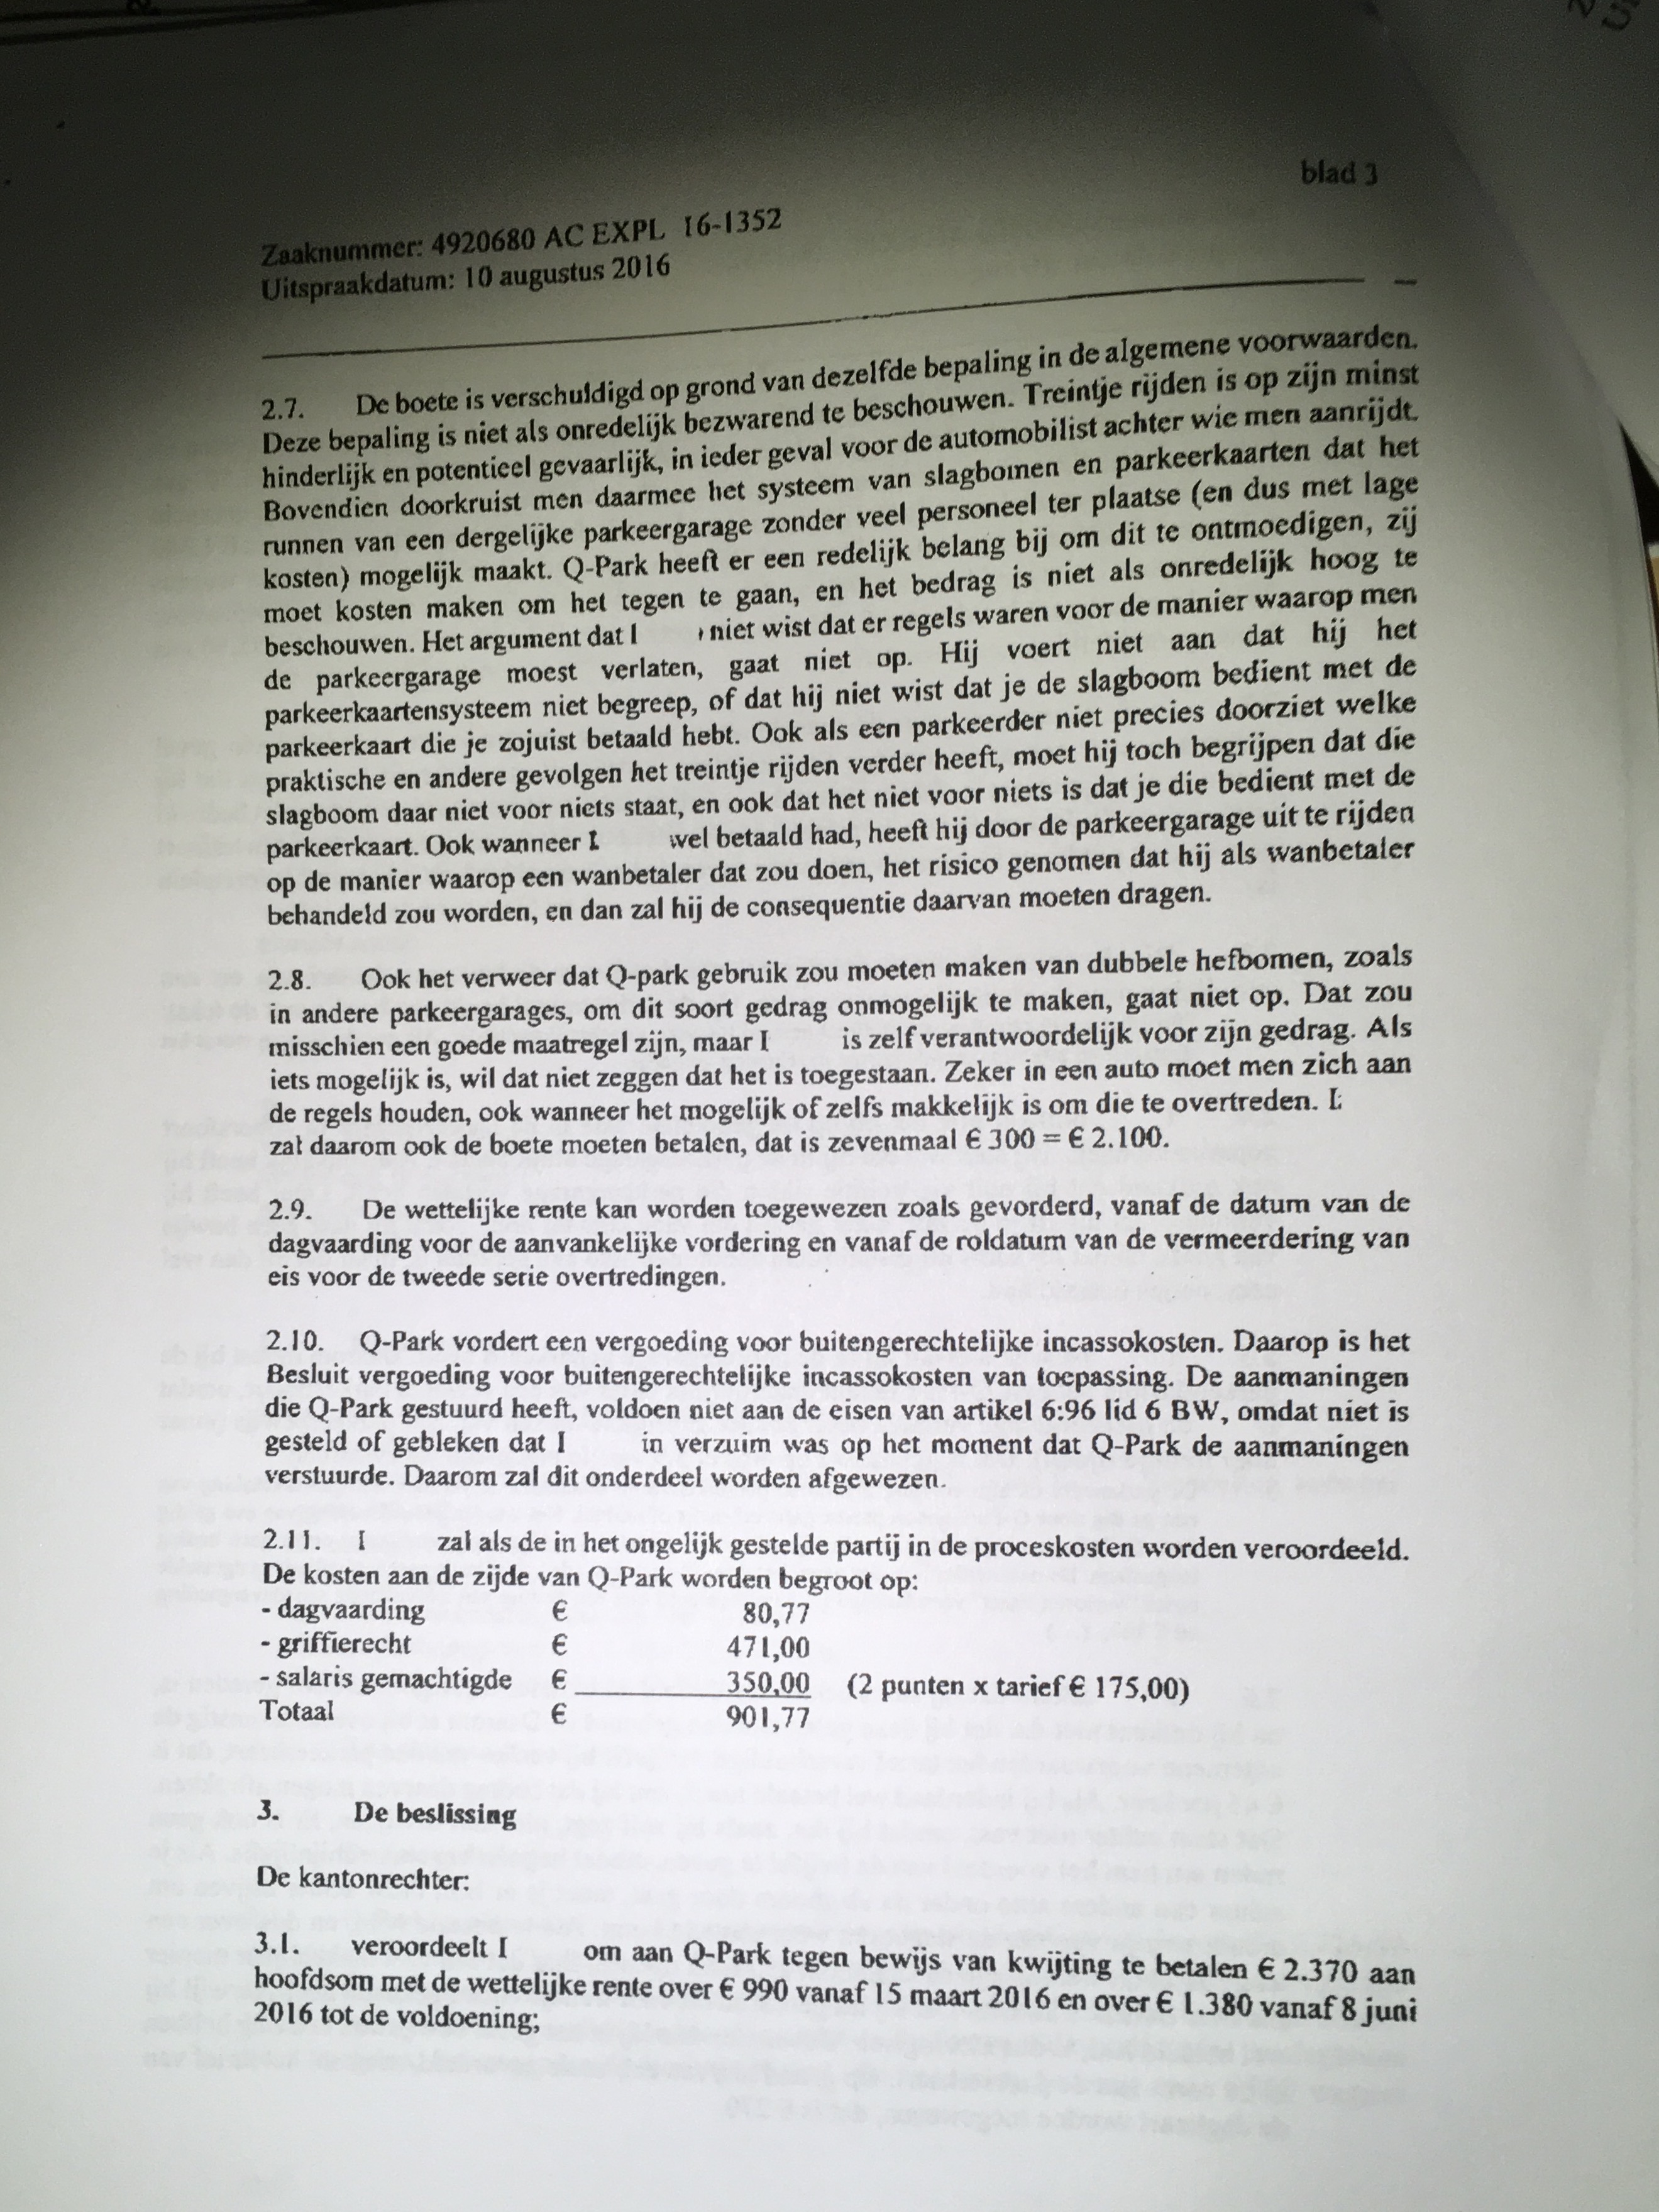 blad 3
Zaaknummer: 4920680 AC EXPL 16-1352
Uitspraakdatum: 10 augustus 2016
2.7. De boete is verschuldigd op grond van dezelfde bepaling in de algemene voorwaarden.
Deze bepaling is niet als onredelijk bezwarend te beschouwen. Treintje rijden is op zijn minst
hinderlijk en potentieel gevaarlijk, in ieder geval voor de automobilist achter wie men aanrijdt.
Bovendien doorkruist men daarmee het systeem van slagbomen en parkeerkaarten dat het
runnen van een dergelijke parkeergarage zonder veel personeel ter plaatse (en dus met lage
kosten) mogelijk maakt. Q-Park heeft er een redelijk belang bij om dit te ontmoedigen, zij
moet kosten maken om het tegen te gaan, en het bedrag is niet als onredelijk hoog te
beschouwen. Het argument dat I niet wist dat er regels waren voor de manier waarop men
de parkeergarage moest verlaten, gaat niet op. Hij voert niet aan dat hij het
parkeerkaartensysteem niet begreep, of dat hij niet wist dat je de slagboom bedient met de
parkeerkaart die je zojuist betaald hebt. Ook als een parkeerder niet precies doorziet welke
praktische en andere gevolgen het treintje rijden verder heeft, moet hij toch begrijpen dat die
slagboom daar niet voor niets staat, en ook dat het niet voor niets is dat je die bedient met de
parkeerkaart. Ook wanneer I wel betaald had, heeft hij door de parkeergarage uit te rijden
op de manier waarop een wanbetaler dat zou doen, het risico genomen dat hij als wanbetaler
behandeld zou worden, en dan zal hij de consequentie daarvan moeten dragen.
2.8. Ook het verweer dat Q-park gebruik zou moeten maken van dubbele hefbomen, zoals
in andere parkeergarages, om dit soort gedrag onmogelijk te maken, gaat niet op. Dat zou
misschien een goede maatregel zijn, maar I is zelf verantwoordelijk voor zijn gedrag. Als
iets mogelijk is, wil dat niet zeggen dat het is toegestaan. Zeker in een auto moet men zich aan
de regels houden, ook wanneer het mogelijk of zelfs makkelijk is om die te overtreden. I
zal daarom ook de boete moeten betalen, dat is zevenmaal € 300 = € 2.100.
2.9. De wettelijke rente kan worden toegewezen zoals gevorderd, vanaf de datum van de
dagvaarding voor de aanvankelijke vordering en vanaf de roldatum van de vermeerdering van
eis voor de tweede serie overtredingen.
2.10. Q-Park vordert een vergoeding voor buitengerechtelijke incassokosten. Daarop is het
Besluit vergoeding voor buitengerechtelijke incassokosten van toepassing. De aanmaningen
die Q-Park gestuurd heeft, voldoen niet aan de eisen van artikel 6:96 lid 6 BW, omdat niet is
gesteld of gebleken dat I in verzuim was op het moment dat Q-Park de aanmaningen
verstuurde. Daarom zal dit onderdeel worden afgewezen.
2.11. I zal als de in het ongelijk gestelde partij in de proceskosten worden veroordeeld.
De kosten aan de zijde van Q-Park worden begroot op:
- dagvaarding € 80,77
- griffierecht € 471,00
- salaris gemachtigde € 350,00 (2 punten x tarief € 175,00)
Totaal € 901,77
3. De beslissing
De kantonrechter:
3.1. veroordeelt I om aan Q-Park tegen bewijs van kwijting te betalen € 2.370 aan
hoofdsom met de wettelijke rente over € 990 vanaf 15 maart 2016 en over € 1.380 vanaf 8 juni
2016 tot de voldoening;